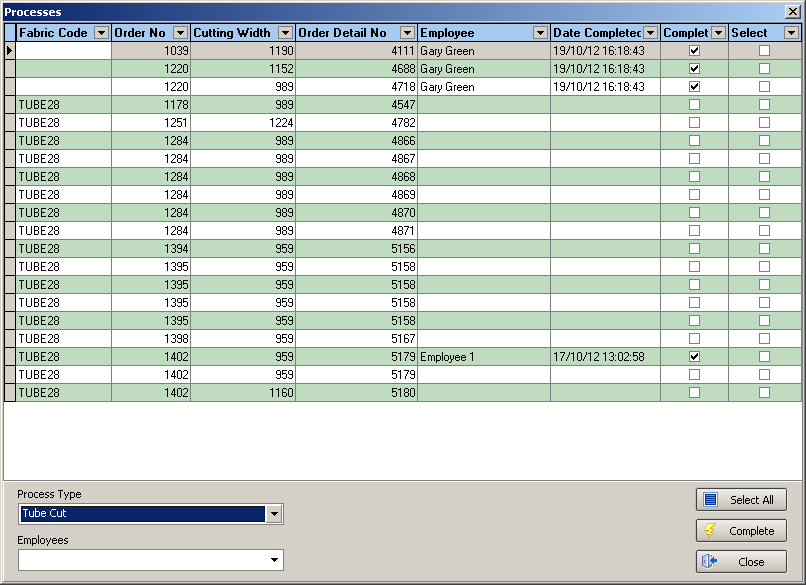 Processes
Fabric Code Order No Cutting Width Order Detail No Employee Date Completec Complet Select
1039 1190 4111 Gary Green 19/10/12 16:18:43
1220 1152 4688 Gary Green 19/10/12 16:18:43
1220 989 4718 Gary Green 19/10/12 16:18:43
TUBE28 1178 989 4547
TUBE28 1251 1224 4782
TUBE28 1284 989 4866
TUBE28 1284 989 4867
TUBE28 1284 989 4868
TUBE28 1284 989 4869
TUBE28 1284 989 4870
TUBE28 1284 989 4871
TUBE28 1394 959 5156
TUBE28 1395 959 5158
TUBE28 1395 959 5158
TUBE28 1395 959 5158
TUBE28 1395 959 5158
TUBE28 1398 959 5167
TUBE28 1402 959 5179 Employee 1 17/10/12 13:02:58
TUBE28 1402 959 5179
TUBE28 1402 1160 5180
Process Type
Tube Cut
Employees
Select All
Complete
Close